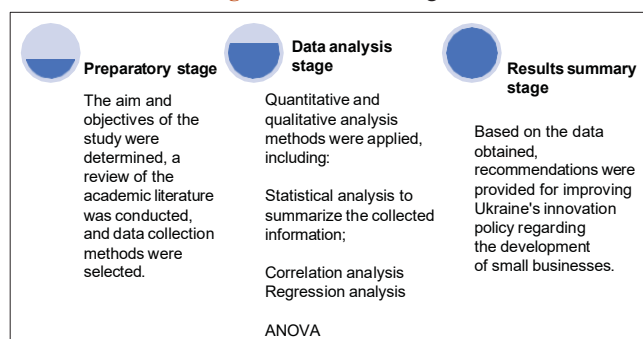 Preparatory stage
The aim and
objectives of the
study were
determined, a
review of the
academic literature
was conducted,
and data collection
methods were
selected.
Data analysis
stage
Quantitative and
qualitative analysis
methods were applied,
including:
Statistical analysis to
summarize the collected
information;
Correlation analysis
Regression analysis
ANOVA
Results summary
stage
Based on the data
obtained,
recommendations were
provided for improving
Ukraine's innovation
policy regarding
the development
of small businesses.